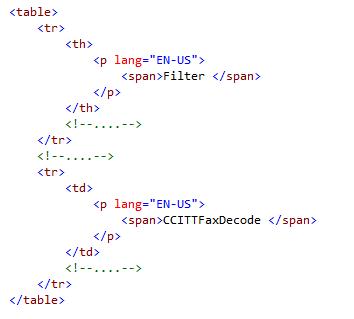 <table>
    <tr>
        <th>
            <p lang="EN-US">
                <span>Filter </span>
            </p>
        </th>
        <!--....-->
    </tr>
    <!--....-->
    <tr>
        <td>
            <p lang="EN-US">
                <span>CCITTFaxDecode </span>
            </p>
        </td>
        <!--....-->
    </tr>
</table>